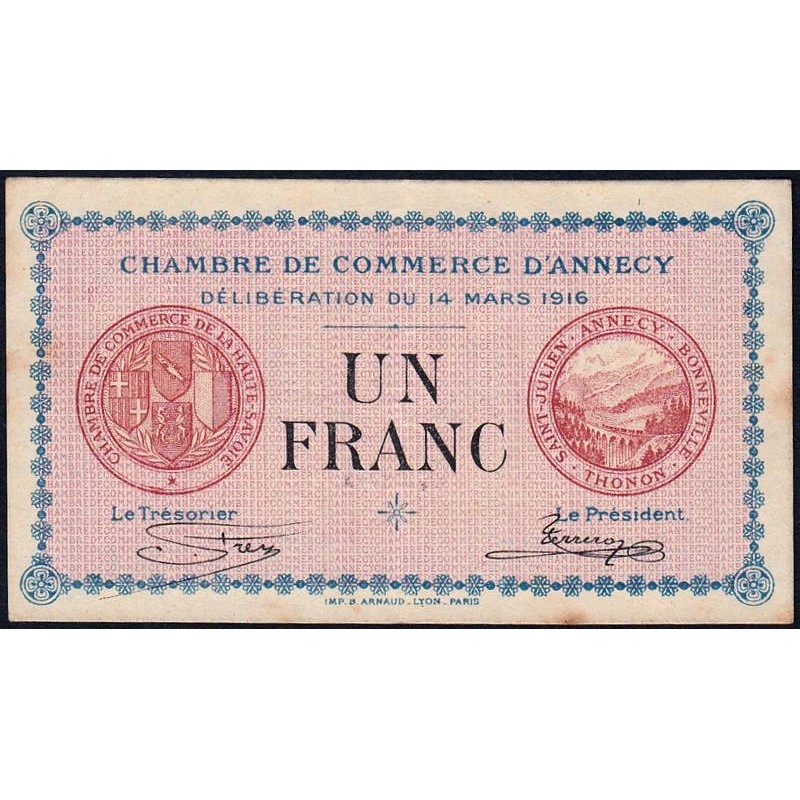 CHAMBRE DE COMMERCE D'ANNECY
DÉLIBÉRATION DU 14 MARS 1916
CHAMBRE DE COMMERCE DE LA HAUTE-SAVOIE
UN
FRANC
SAINT-JULIEN · ANNECY · BONNEVILLE · THONON ·
Le Trésorier
Le Président.
IMP. B. ARNAUD _ LYON _ PARIS